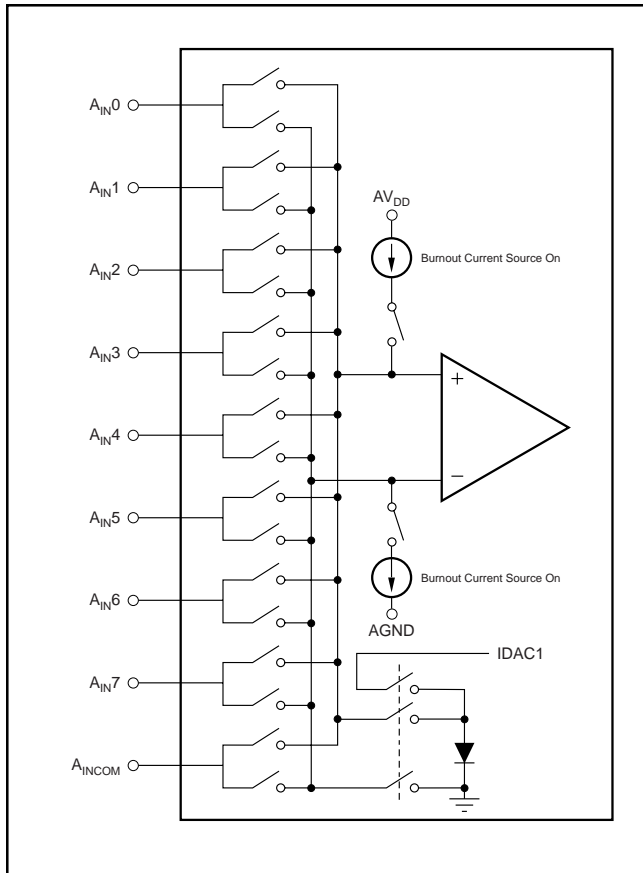 A_IN0
A_IN1
A_IN2
A_IN3
A_IN4
A_IN5
A_IN6
A_IN7
A_INCOM
AV_DD
Burnout Current Source On
+
−
Burnout Current Source On
AGND
IDAC1